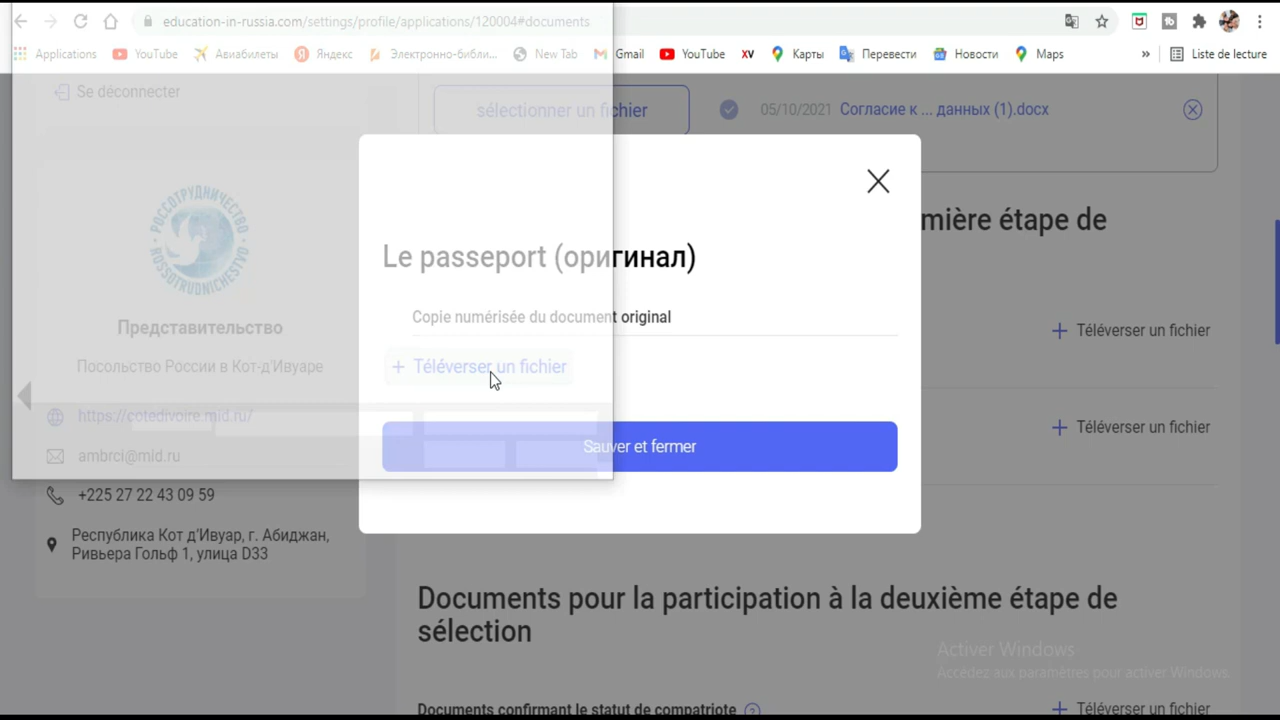 education-in-russia.com/settings/profile/applications/120004#documents
Applications YouTube Авиабилеты Яндекс Электронно-библи... New Tab Gmail YouTube XV Карты Перевести Новости Maps » Liste de lecture
Se déconnecter
sélectionner un fichier 05/10/2021 Согласие к ... данных (1).docx
РОССОТРУДНИЧЕСТВО
ROSSOTRUDNICHESTVO
mière étape de
Le passeport (оригинал)
Copie numérisée du document original
Представительство
+ Téléverser un fichier
Посольство России в Кот-д'Ивуаре
+ Téléverser un fichier
https://cotedivoire.mid.ru/
+ Téléverser un fichier
Sauver et fermer
ambrci@mid.ru
+225 27 22 43 09 59
Республика Кот д'Ивуар, г. Абиджан,
Ривьера Гольф 1, улица D33
Documents pour la participation à la deuxième étape de
sélection
Activer Windows
Accédez aux paramètres pour activer Windows.
Documents confirmant le statut de compatriote ?
+ Téléverser un fichier